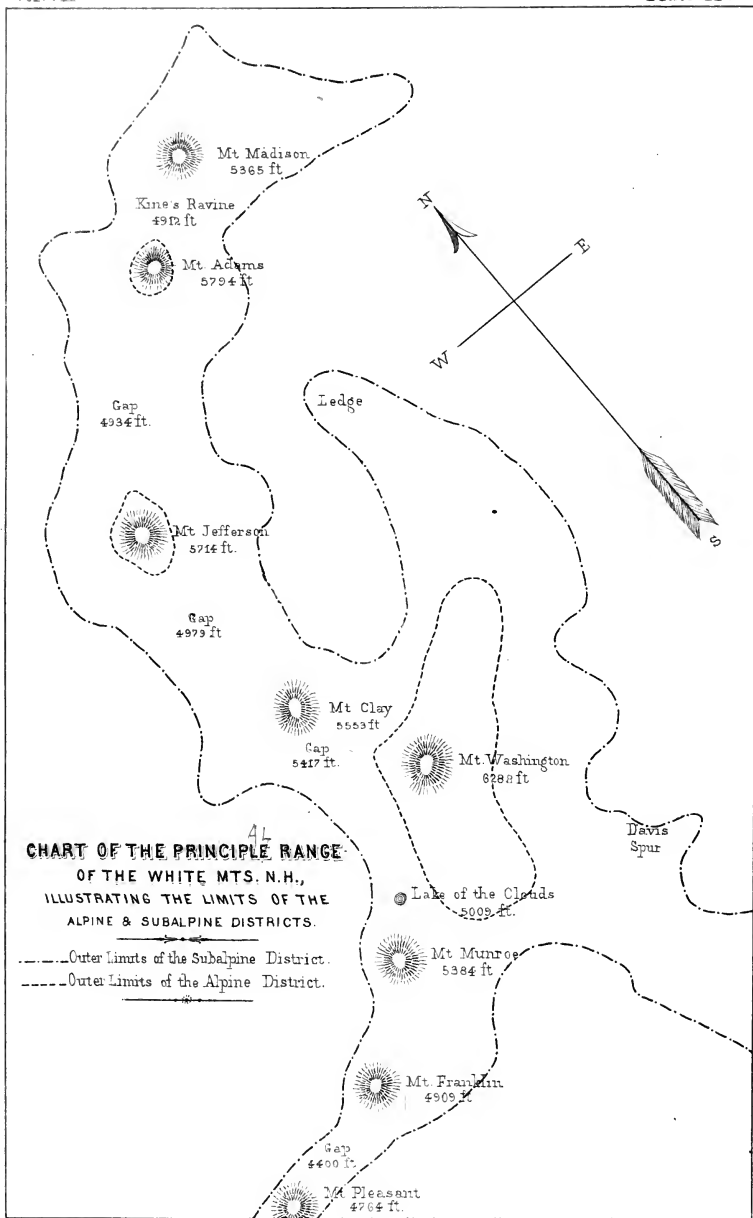 Mt Madison
5365 ft
King's Ravine
4912 ft
Mt. Adams
5794 ft
N
E
W
S
Gap
4934 ft.
Ledge
Mt Jefferson
5714 ft.
Gap
4979 ft
Mt Clay
5553 ft
Gap
5417 ft.
Mt. Washington
6288 ft
Davis
Spur
AL
CHART OF THE PRINCIPLE RANGE
OF THE WHITE MTS. N.H.,
ILLUSTRATING THE LIMITS OF THE
ALPINE & SUBALPINE DISTRICTS.
Outer Limits of the Subalpine District.
Outer Limits of the Alpine District.
Lake of the Clouds
5009 ft.
Mt Munroe
5384 ft
Mt. Franklin
4909 ft
Gap
4400 ft.
Mt Pleasant
4764 ft.